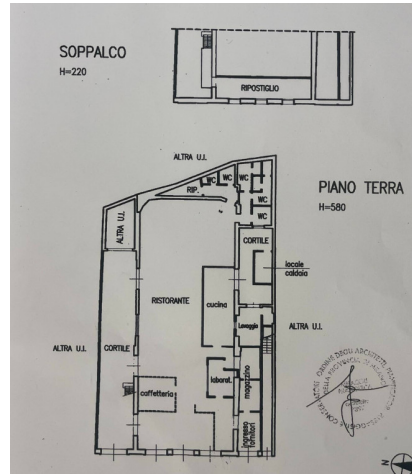 SOPPALCO
H=220
RIPOSTIGLIO
ALTRA U.I.
WC
WC
WC
RIP.
WC
WC
PIANO TERRA
H=580
ALTRA U.I.
CORTILE
locale
caldaia
RISTORANTE
cucina
Lavaggio
ALTRA U.I.
ALTRA U.I.
CORTILE
laborat.
magazzino
caffetteria
ingresso
fornitori
N